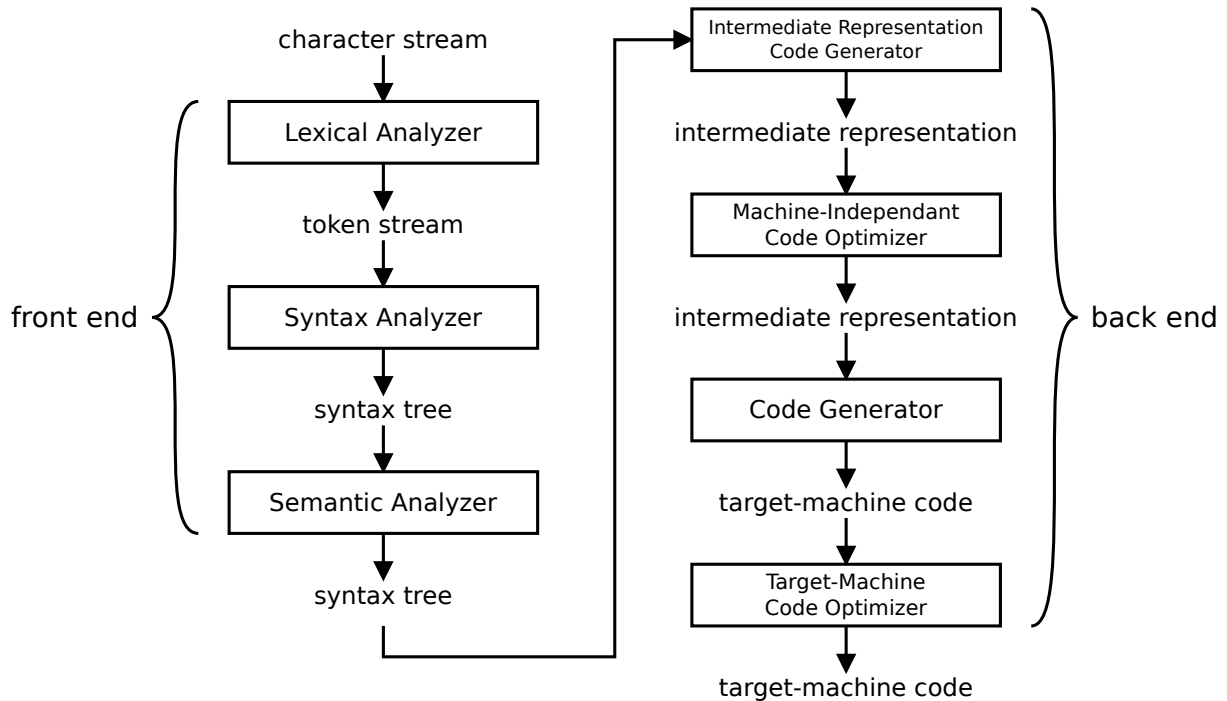 character stream
Lexical Analyzer
token stream
Syntax Analyzer
syntax tree
Semantic Analyzer
syntax tree
front end
Intermediate Representation
Code Generator
intermediate representation
Machine-Independant
Code Optimizer
intermediate representation
Code Generator
target-machine code
Target-Machine
Code Optimizer
target-machine code
back end